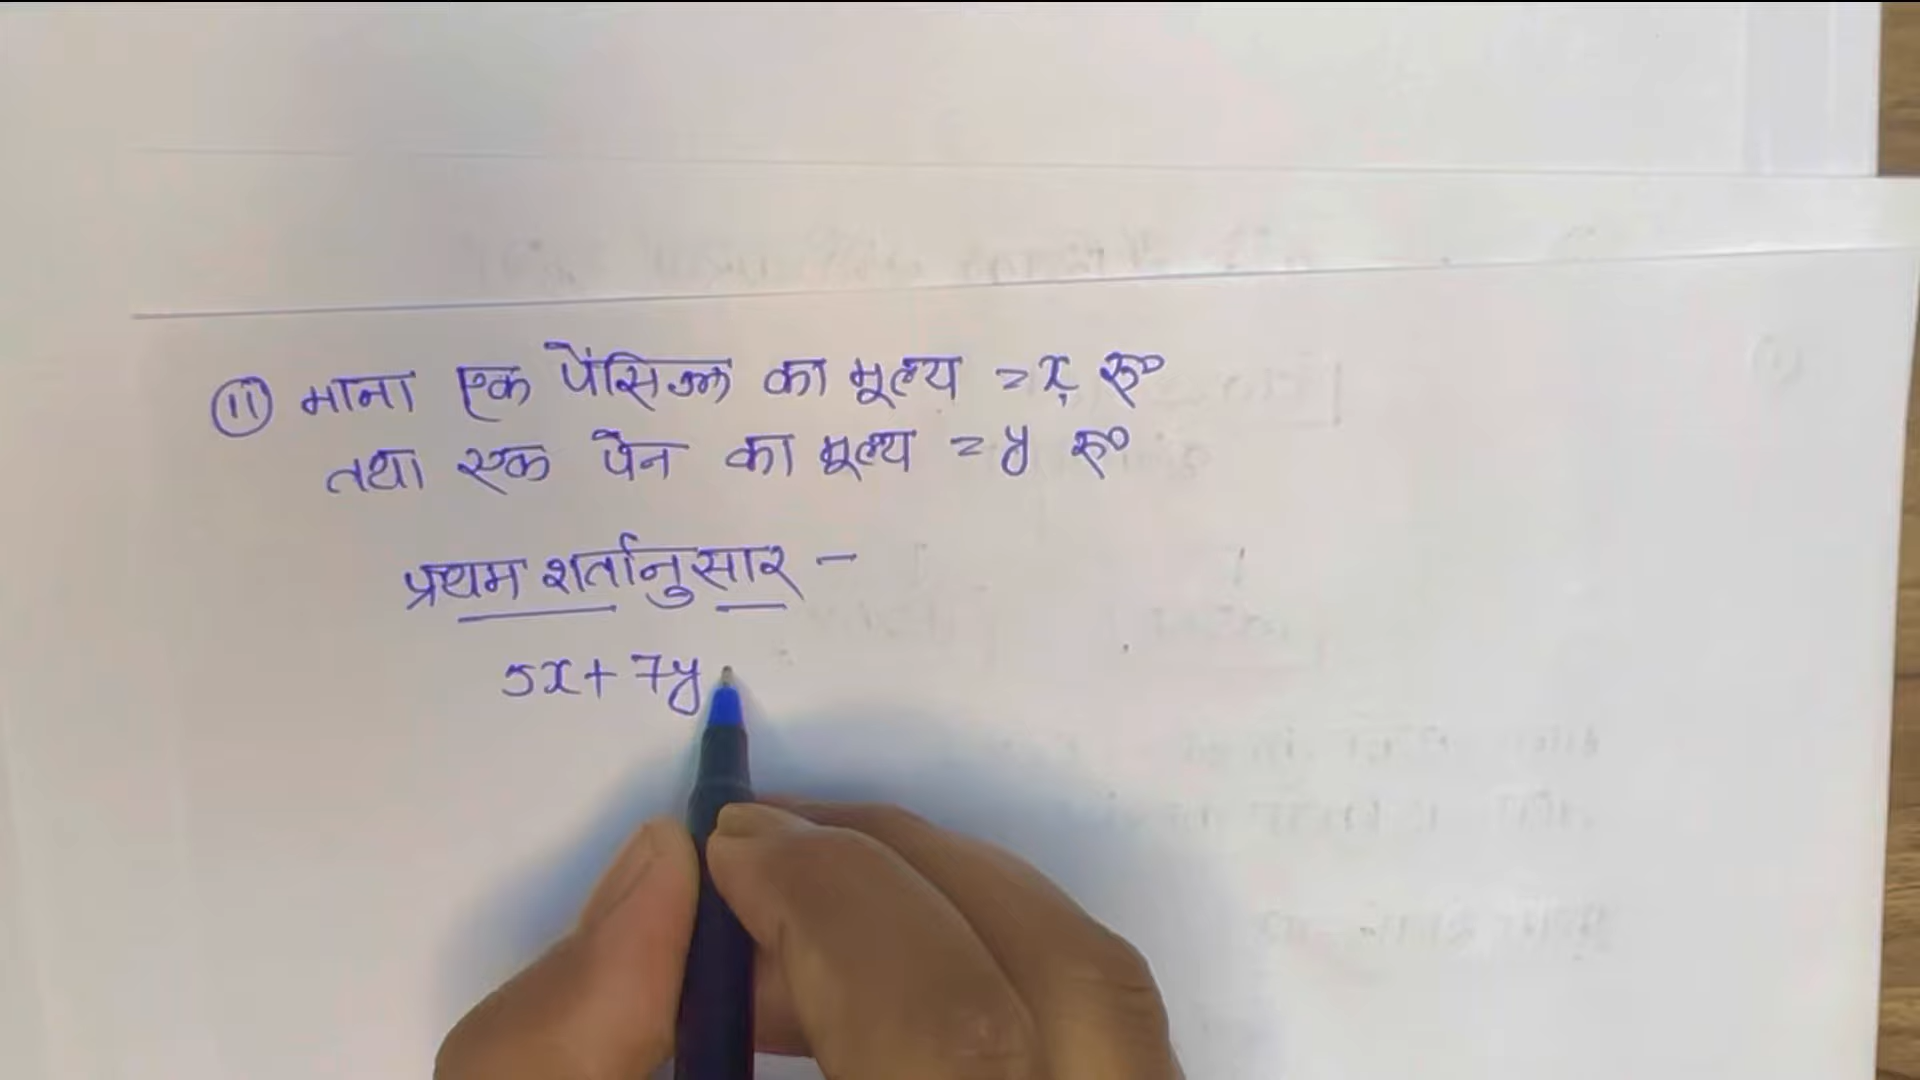 (ii) माना एक पेंसिल का मूल्य = x रू०
तथा एक पेन का मूल्य = y रू०
प्रथम शर्तानुसार -
5x + 7y